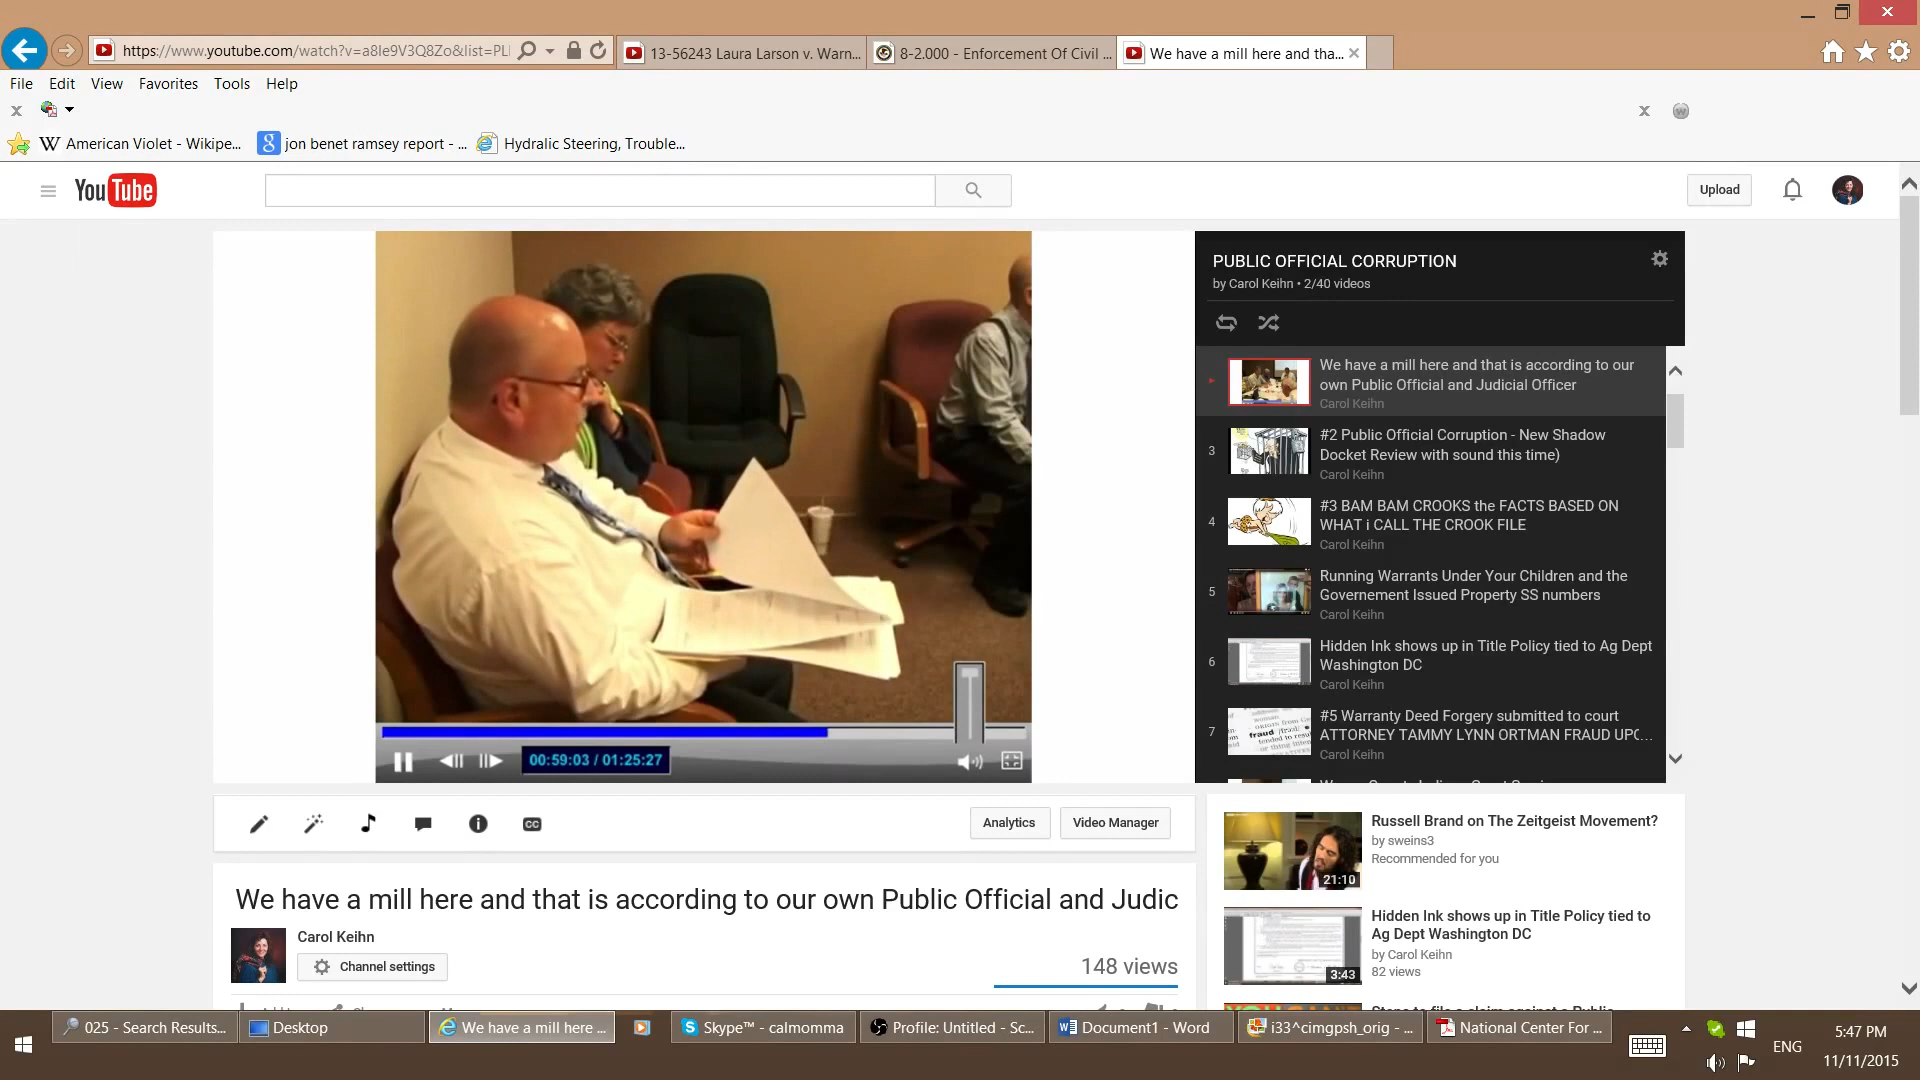 https://www.youtube.com/watch?v=a8le9V3Q8Zo&list=PLI
13-56243 Laura Larson v. Warn...
8-2.000 - Enforcement Of Civil ...
We have a mill here and tha...
File Edit View Favorites Tools Help
American Violet - Wikipe...
jon benet ramsey report - ...
Hydralic Steering, Trouble...
YouTube
Upload
PUBLIC OFFICIAL CORRUPTION
by Carol Keihn • 2/40 videos
We have a mill here and that is according to our
own Public Official and Judicial Officer
Carol Keihn
3
#2 Public Official Corruption - New Shadow
Docket Review with sound this time)
Carol Keihn
4
#3 BAM BAM CROOKS the FACTS BASED ON
WHAT i CALL THE CROOK FILE
Carol Keihn
5
Running Warrants Under Your Children and the
Governement Issued Property SS numbers
Carol Keihn
6
Hidden Ink shows up in Title Policy tied to Ag Dept
Washington DC
Carol Keihn
7
#5 Warranty Deed Forgery submitted to court
ATTORNEY TAMMY LYNN ORTMAN FRAUD UPC...
Carol Keihn
fraud
00:59:03 / 01:25:27
CC
Analytics
Video Manager
We have a mill here and that is according to our own Public Official and Judic
Carol Keihn
Channel settings
148 views
Russell Brand on The Zeitgeist Movement?
by sweins3
Recommended for you
21:10
Hidden Ink shows up in Title Policy tied to
Ag Dept Washington DC
by Carol Keihn
82 views
3:43
025 - Search Results...
Desktop
We have a mill here ...
Skype™ - calmomma
Profile: Untitled - Sc...
Document1 - Word
i33^cimgpsh_orig - ...
National Center For ...
ENG
5:47 PM
11/11/2015